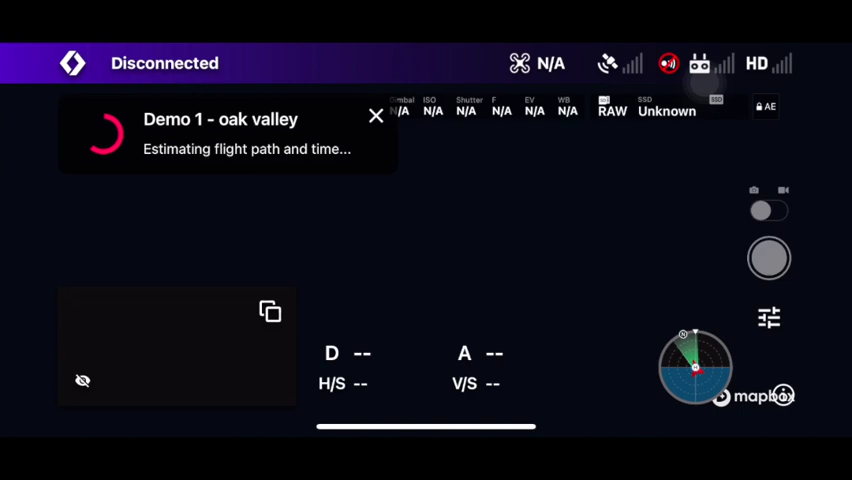 Disconnected
N/A
HD
Demo 1 - oak valley
Estimating flight path and time...
Gimbal ISO Shutter F EV WB
N/A N/A N/A N/A N/A N/A
RAW
SSD
Unknown
SSD
AE
D --
A --
H/S --
V/S --
N
H
mapbox